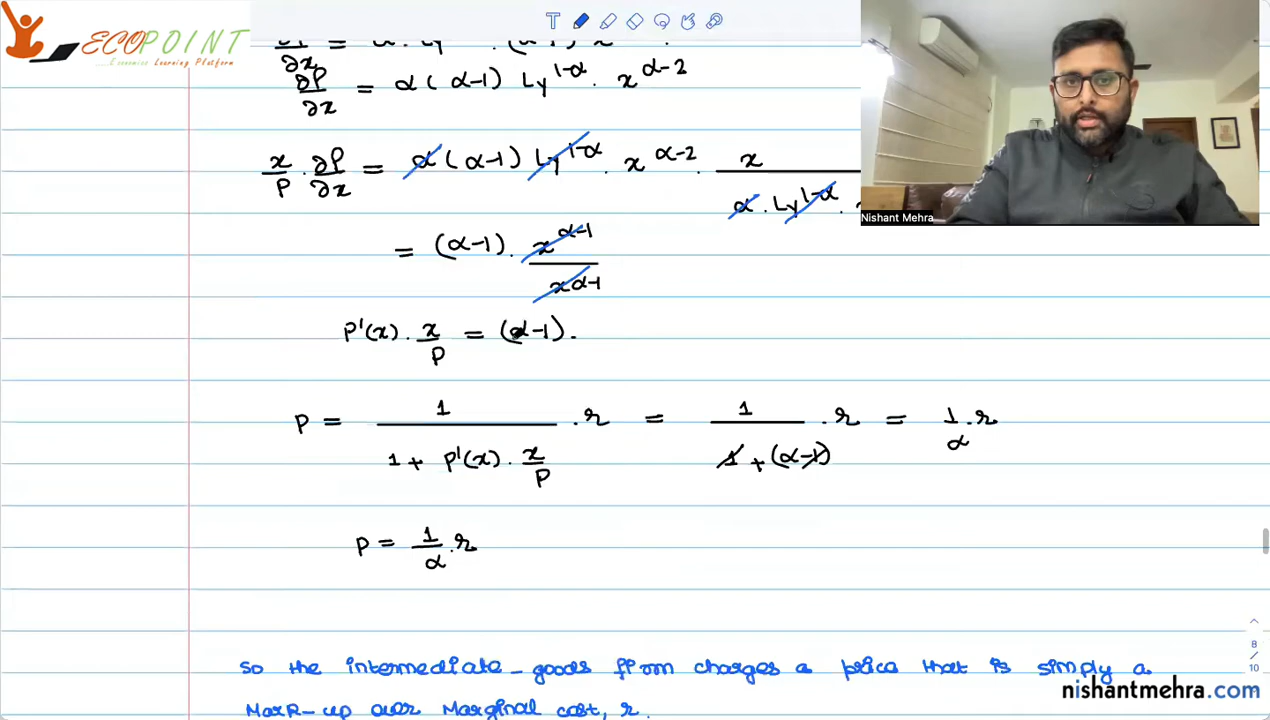 ECOPOINT
Economics Learning Platform
∂P/∂x = α(α-1) Ly^1-α . x^α-2
x/P . ∂P/∂x = α(α-1) Ly^1-α . x^α-2 . x / α . Ly^1-α .
Nishant Mehra
= (α-1) . x^α-1 / x^α-1
P'(x) . x/P = (α-1).
P = 1 / 1 + P'(x) . x/P . r = 1 / 1 + (α-1) . r = 1/α . r
P = 1/α . r
8 / 10
So the intermediate-goods firm charges a price that is simply a
Mark-up over Marginal cost, r.
nishantmehra.com